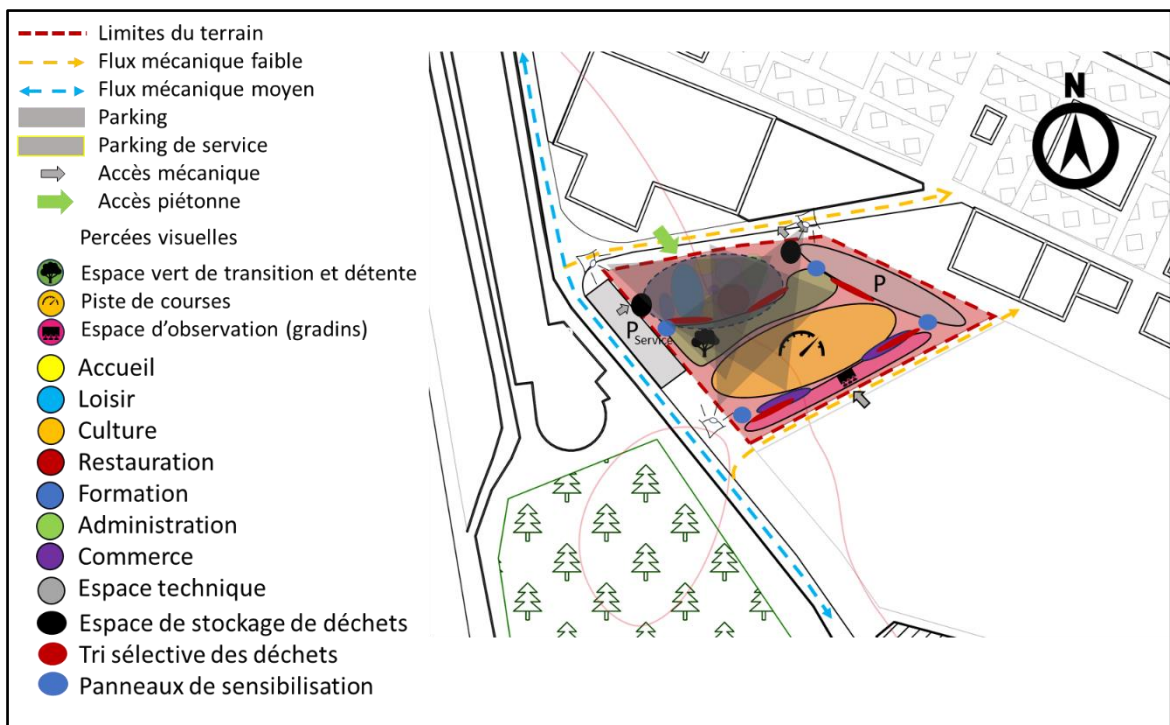 Limites du terrain
Flux mécanique faible
Flux mécanique moyen
Parking
Parking de service
Accès mécanique
Accès piétonne
Percées visuelles
Espace vert de transition et détente
Piste de courses
Espace d'observation (gradins)
Accueil
Loisir
Culture
Restauration
Formation
Administration
Commerce
Espace technique
Espace de stockage de déchets
Tri sélective des déchets
Panneaux de sensibilisation
N
P
P Service